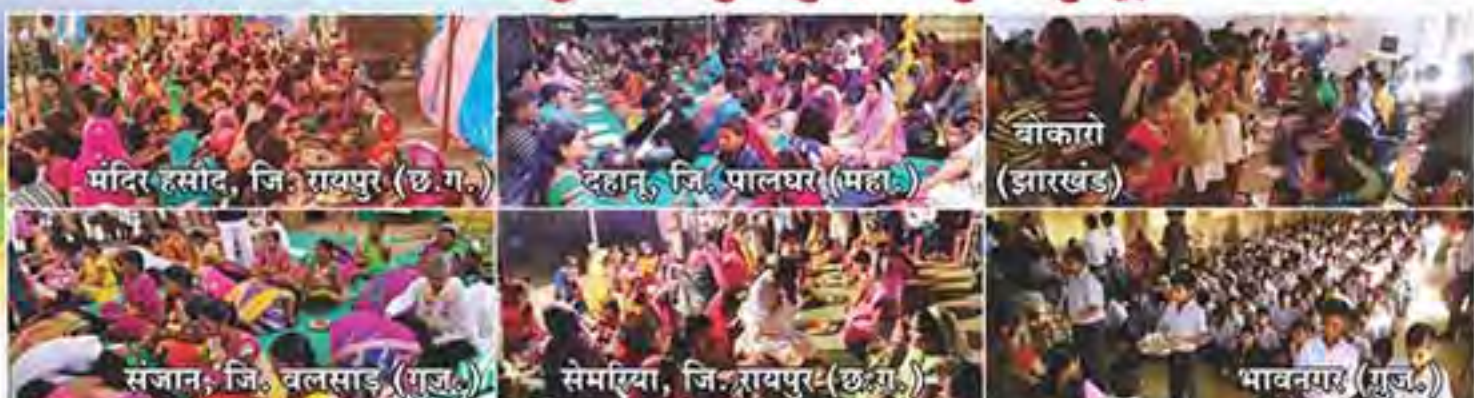 मंदिर हसौद, जि. रायपुर (छ.ग.)
दहानू, जि. पालघर (महा.)
बोकारो
(झारखंड)
संजान, जि. वलसाड (गुज.)
सेमरिया, जि. रायपुर (छ.ग.)
भावनगर (गुज.)